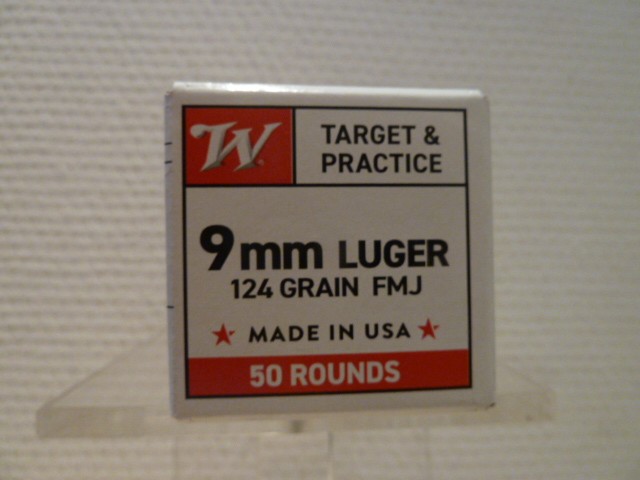 W
TARGET &
PRACTICE
9mm LUGER
124 GRAIN FMJ
MADE IN USA
50 ROUNDS